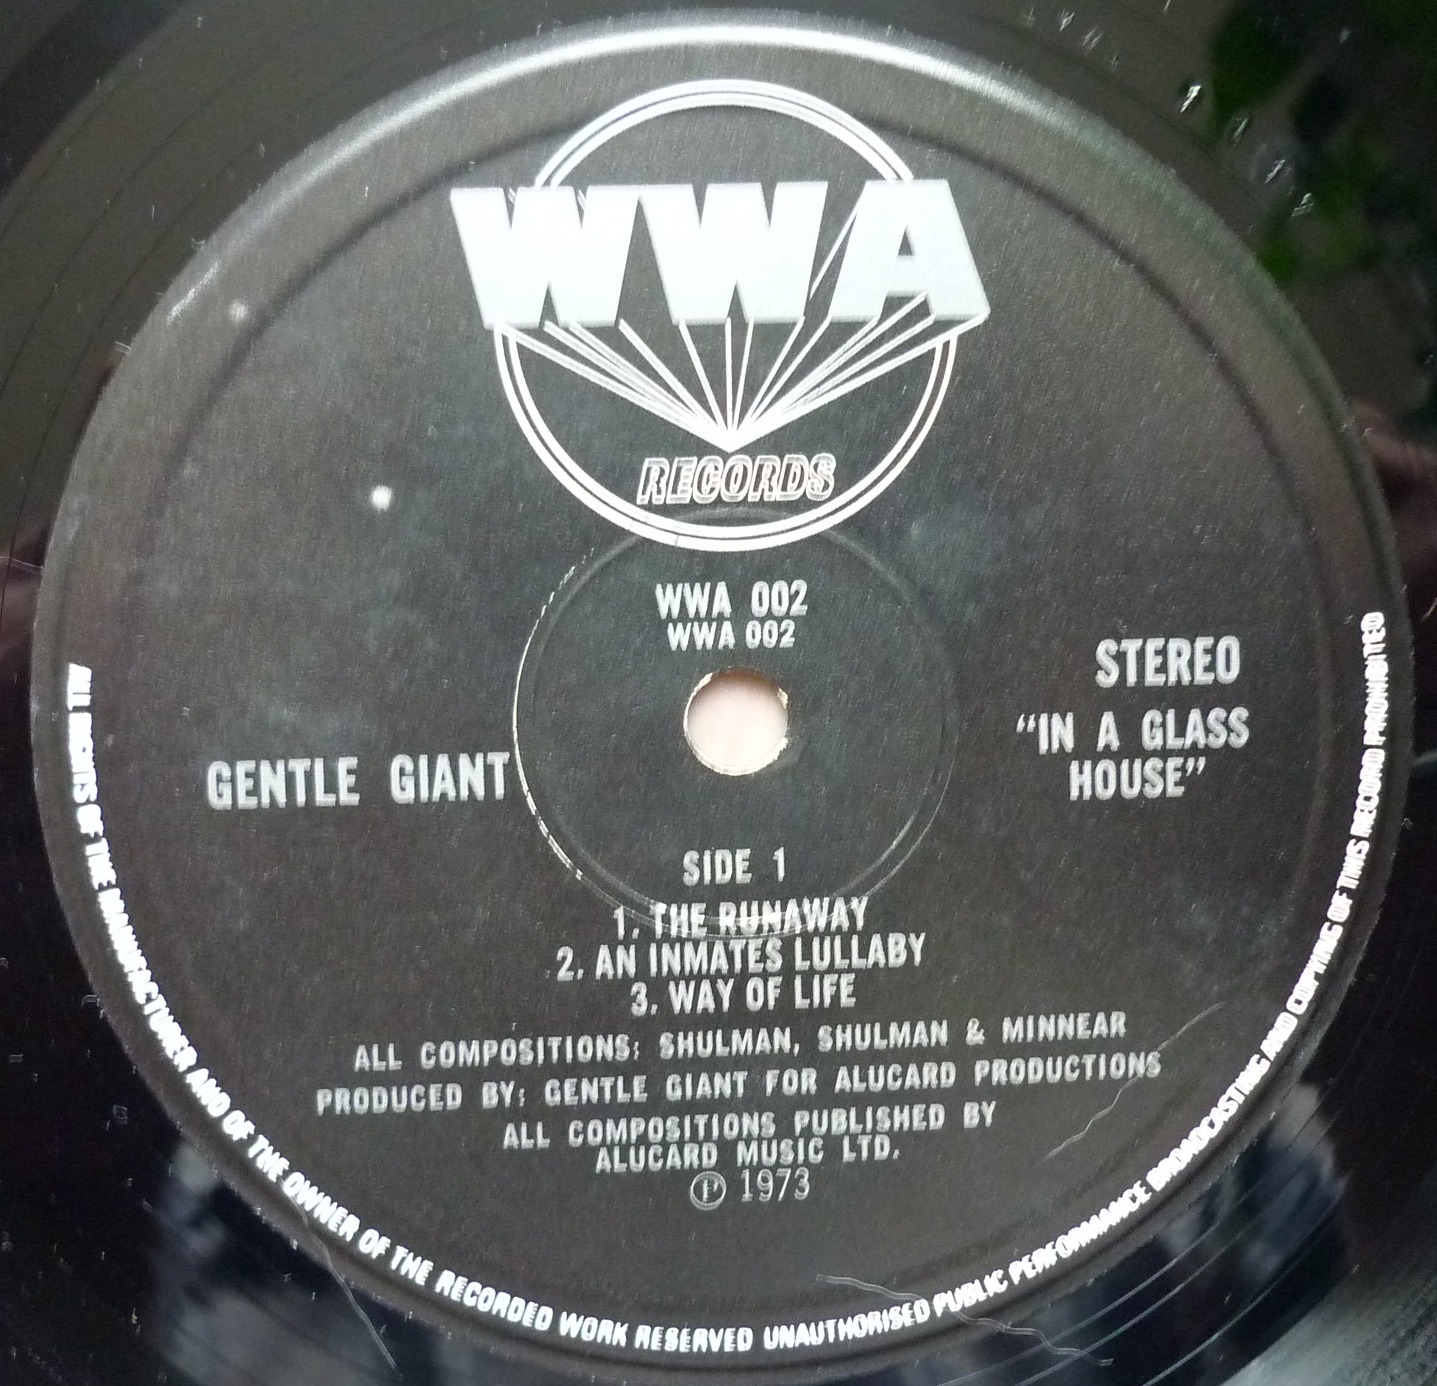 WWA
RECORDS
WWA 002
WWA 002
STEREO
"IN A GLASS
HOUSE"
GENTLE GIANT
SIDE 1
1. THE RUNAWAY
2. AN INMATES LULLABY
3. WAY OF LIFE
ALL COMPOSITIONS: SHULMAN, SHULMAN & MINNEAR
PRODUCED BY: GENTLE GIANT FOR ALUCARD PRODUCTIONS
ALL COMPOSITIONS PUBLISHED BY
ALUCARD MUSIC LTD.
℗ 1973
ALL RIGHTS OF THE MANUFACTURER AND OF THE OWNER OF THE RECORDED WORK RESERVED UNAUTHORISED PUBLIC PERFORMANCE BROADCASTING AND COPYING OF THIS RECORD PROHIBITED